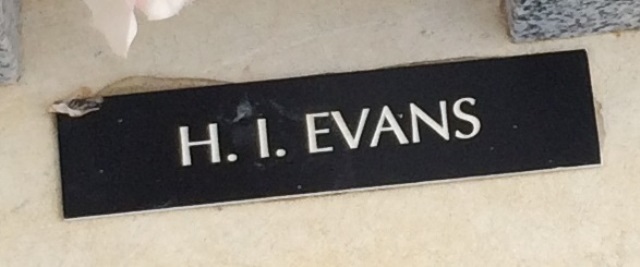 H. I. EVANS